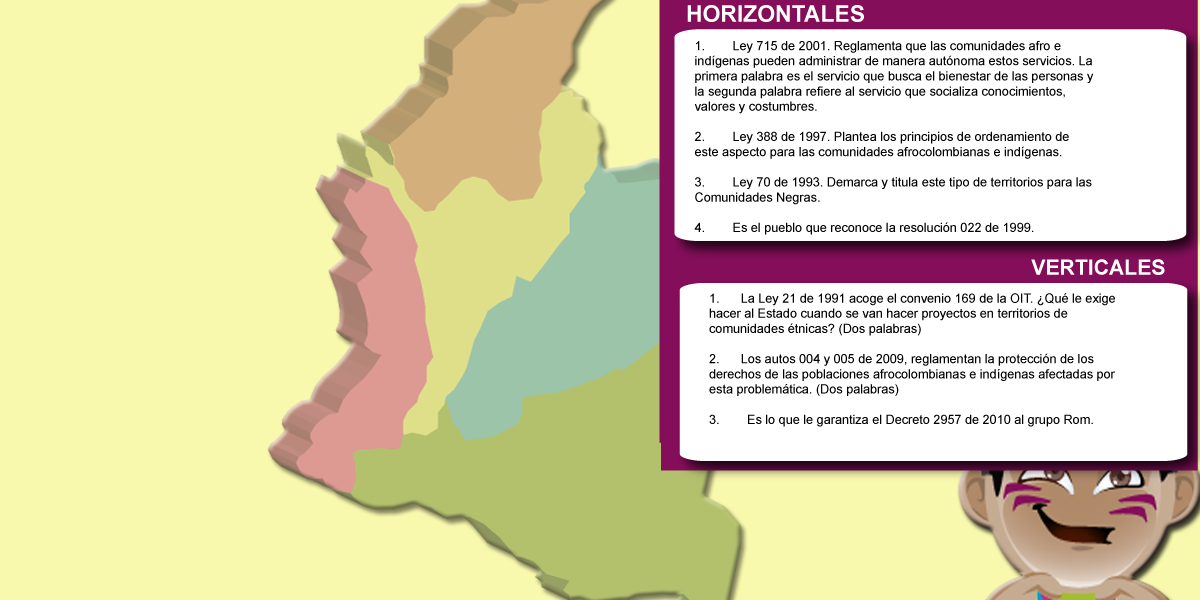 HORIZONTALES
1. Ley 715 de 2001. Reglamenta que las comunidades afro e
indígenas pueden administrar de manera autónoma estos servicios. La
primera palabra es el servicio que busca el bienestar de las personas y
la segunda palabra refiere al servicio que socializa conocimientos,
valores y costumbres.
2. Ley 388 de 1997. Plantea los principios de ordenamiento de
este aspecto para las comunidades afrocolombianas e indígenas.
3. Ley 70 de 1993. Demarca y titula este tipo de territorios para las
Comunidades Negras.
4. Es el pueblo que reconoce la resolución 022 de 1999.
VERTICALES
1. La Ley 21 de 1991 acoge el convenio 169 de la OIT. ¿Qué le exige
hacer al Estado cuando se van hacer proyectos en territorios de
comunidades étnicas? (Dos palabras)
2. Los autos 004 y 005 de 2009, reglamentan la protección de los
derechos de las poblaciones afrocolombianas e indígenas afectadas por
esta problemática. (Dos palabras)
3. Es lo que le garantiza el Decreto 2957 de 2010 al grupo Rom.